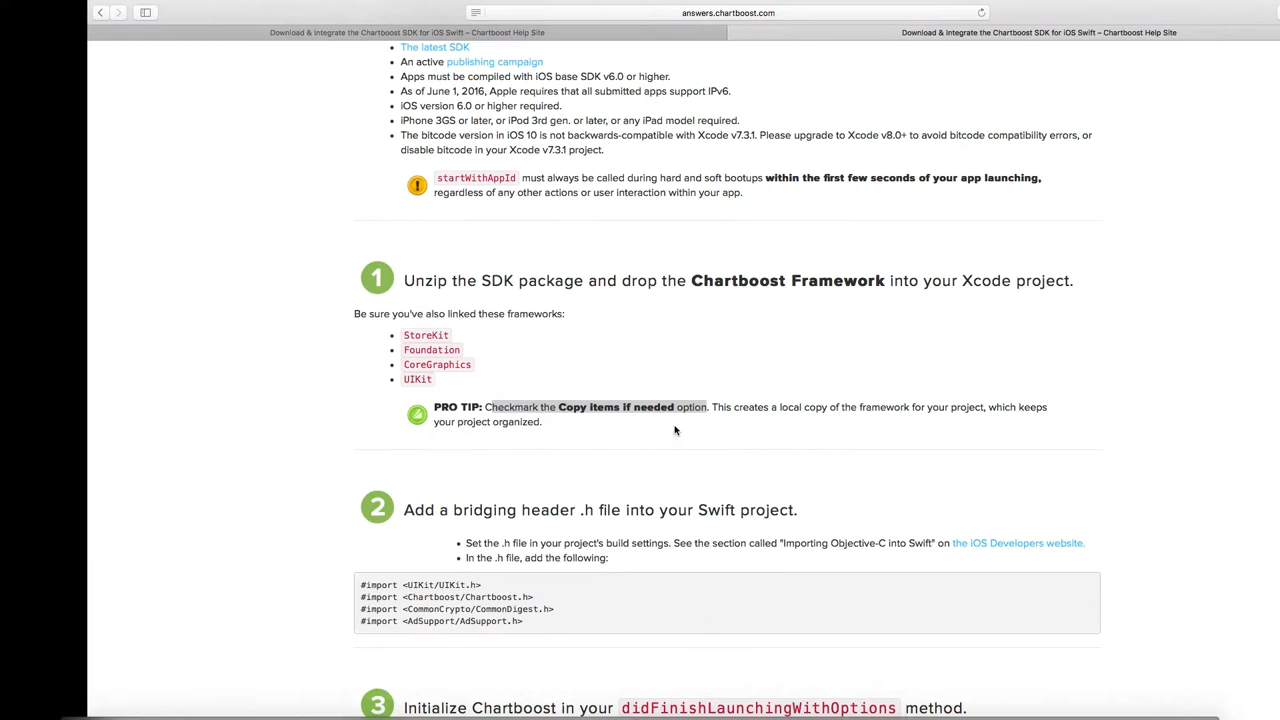 answers.chartboost.com
Download & Integrate the Chartboost SDK for iOS Swift – Chartboost Help Site
Download & Integrate the Chartboost SDK for iOS Swift – Chartboost Help Site
• The latest SDK
• An active publishing campaign
• Apps must be compiled with iOS base SDK v6.0 or higher.
• As of June 1, 2016, Apple requires that all submitted apps support IPv6.
• iOS version 6.0 or higher required.
• iPhone 3GS or later, or iPod 3rd gen. or later, or any iPad model required.
• The bitcode version in iOS 10 is not backwards-compatible with Xcode v7.3.1. Please upgrade to Xcode v8.0+ to avoid bitcode compatibility errors, or
disable bitcode in your Xcode v7.3.1 project.
startWithAppId must always be called during hard and soft bootups within the first few seconds of your app launching,
regardless of any other actions or user interaction within your app.
1 Unzip the SDK package and drop the Chartboost Framework into your Xcode project.
Be sure you've also linked these frameworks:
• StoreKit
• Foundation
• CoreGraphics
• UIKit
PRO TIP: Checkmark the Copy items if needed option. This creates a local copy of the framework for your project, which keeps
your project organized.
2 Add a bridging header .h file into your Swift project.
• Set the .h file in your project's build settings. See the section called "Importing Objective-C into Swift" on the iOS Developers website.
• In the .h file, add the following:
#import <UIKit/UIKit.h>
#import <Chartboost/Chartboost.h>
#import <CommonCrypto/CommonDigest.h>
#import <AdSupport/AdSupport.h>
3 Initialize Chartboost in your didFinishLaunchingWithOptions method.